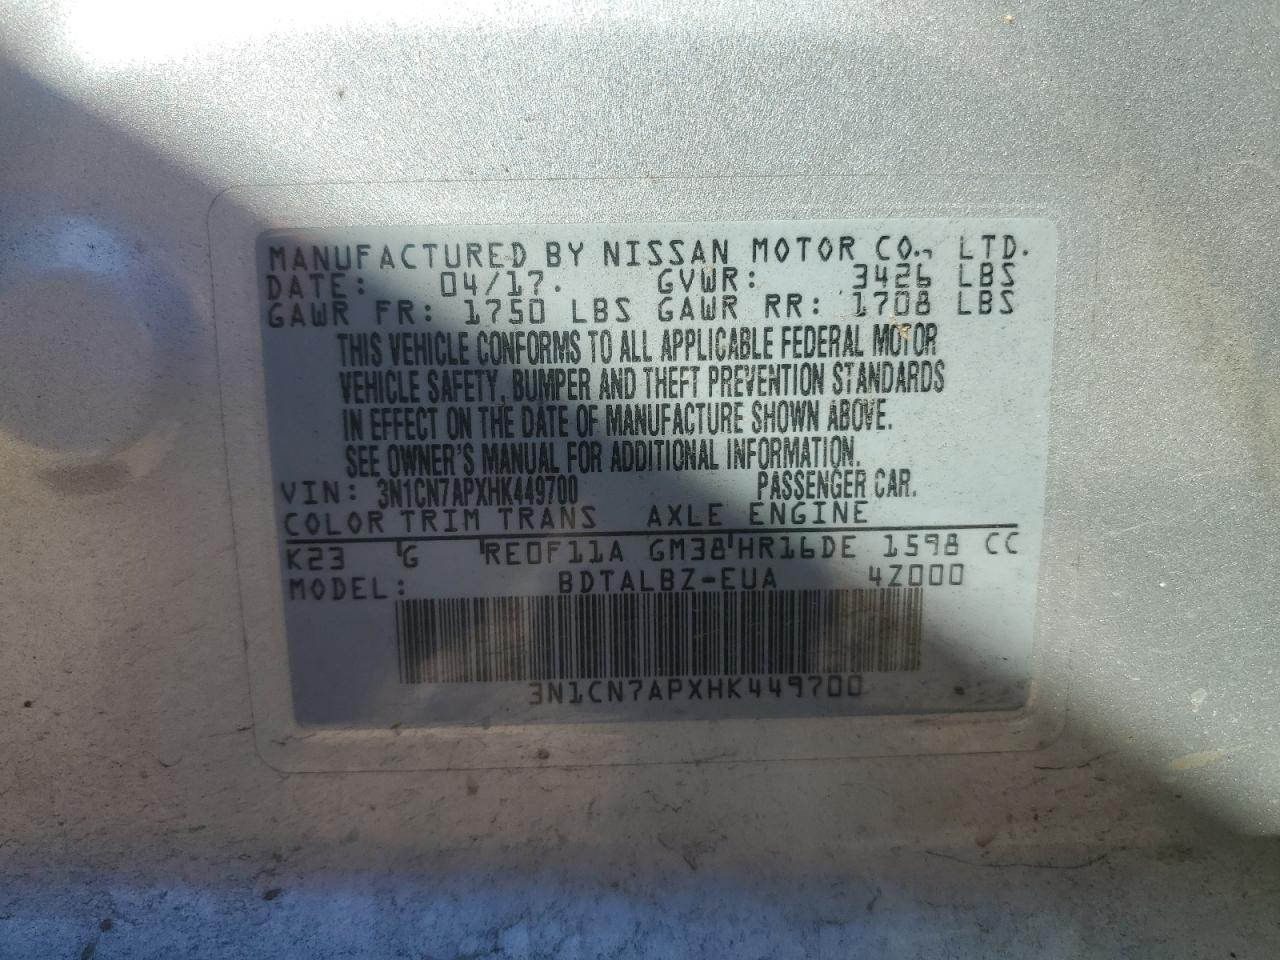 MANUFACTURED BY NISSAN MOTOR CO., LTD.
DATE: 04/17. GVWR: 3426 LBS
GAWR FR: 1750 LBS GAWR RR: 1708 LBS
THIS VEHICLE CONFORMS TO ALL APPLICABLE FEDERAL MOTOR
VEHICLE SAFETY, BUMPER AND THEFT PREVENTION STANDARDS
IN EFFECT ON THE DATE OF MANUFACTURE SHOWN ABOVE.
SEE OWNER'S MANUAL FOR ADDITIONAL INFORMATION.
VIN: 3N1CN7APXHK449700 PASSENGER CAR.
COLOR TRIM TRANS AXLE ENGINE
K23 G RE0F11A GM38 HR16DE 1598 CC
MODEL: BDTALBZ-EUA 4Z000
3N1CN7APXHK449700